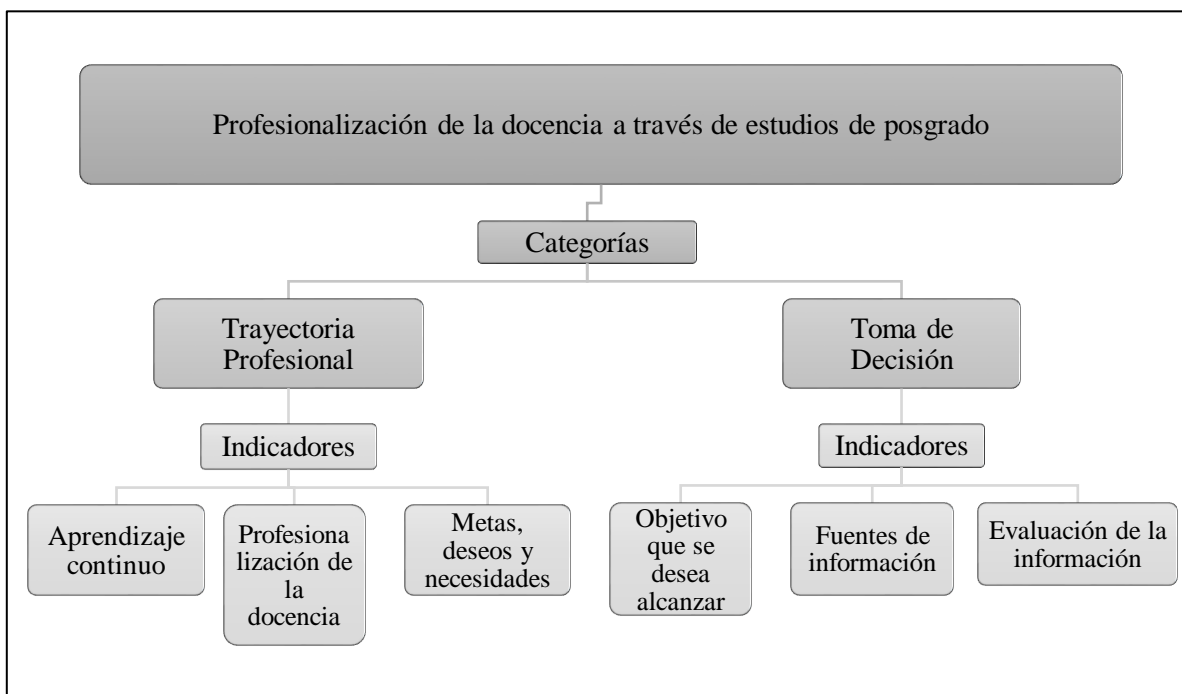 Profesionalización de la docencia a través de estudios de posgrado
Categorías
Trayectoria
Profesional
Toma de
Decisión
Indicadores
Indicadores
Aprendizaje
continuo
Profesiona
lización de
la
docencia
Metas,
deseos y
necesidades
Objetivo
que se
desea
alcanzar
Fuentes de
información
Evaluación de la
información